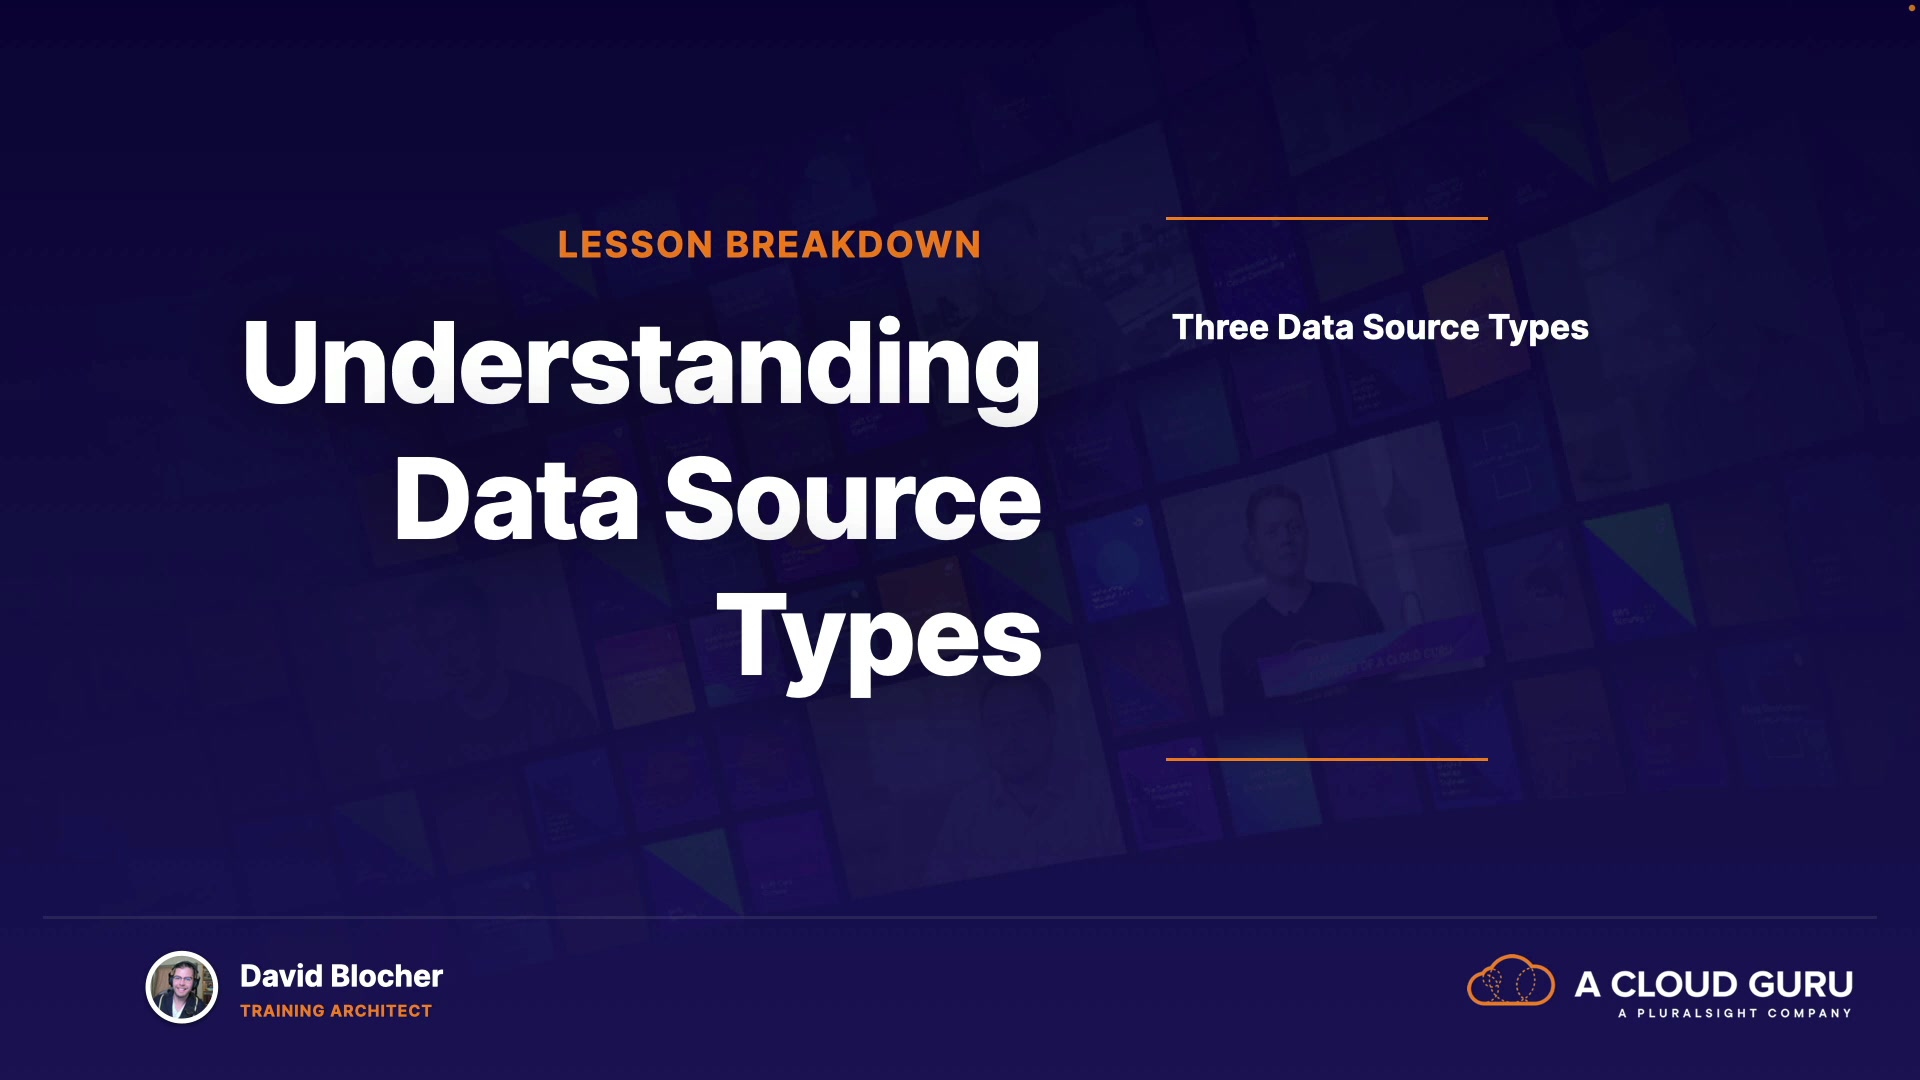 LESSON BREAKDOWN
Understanding
Data Source
Types
Three Data Source Types
David Blocher
TRAINING ARCHITECT
A CLOUD GURU
A PLURALSIGHT COMPANY